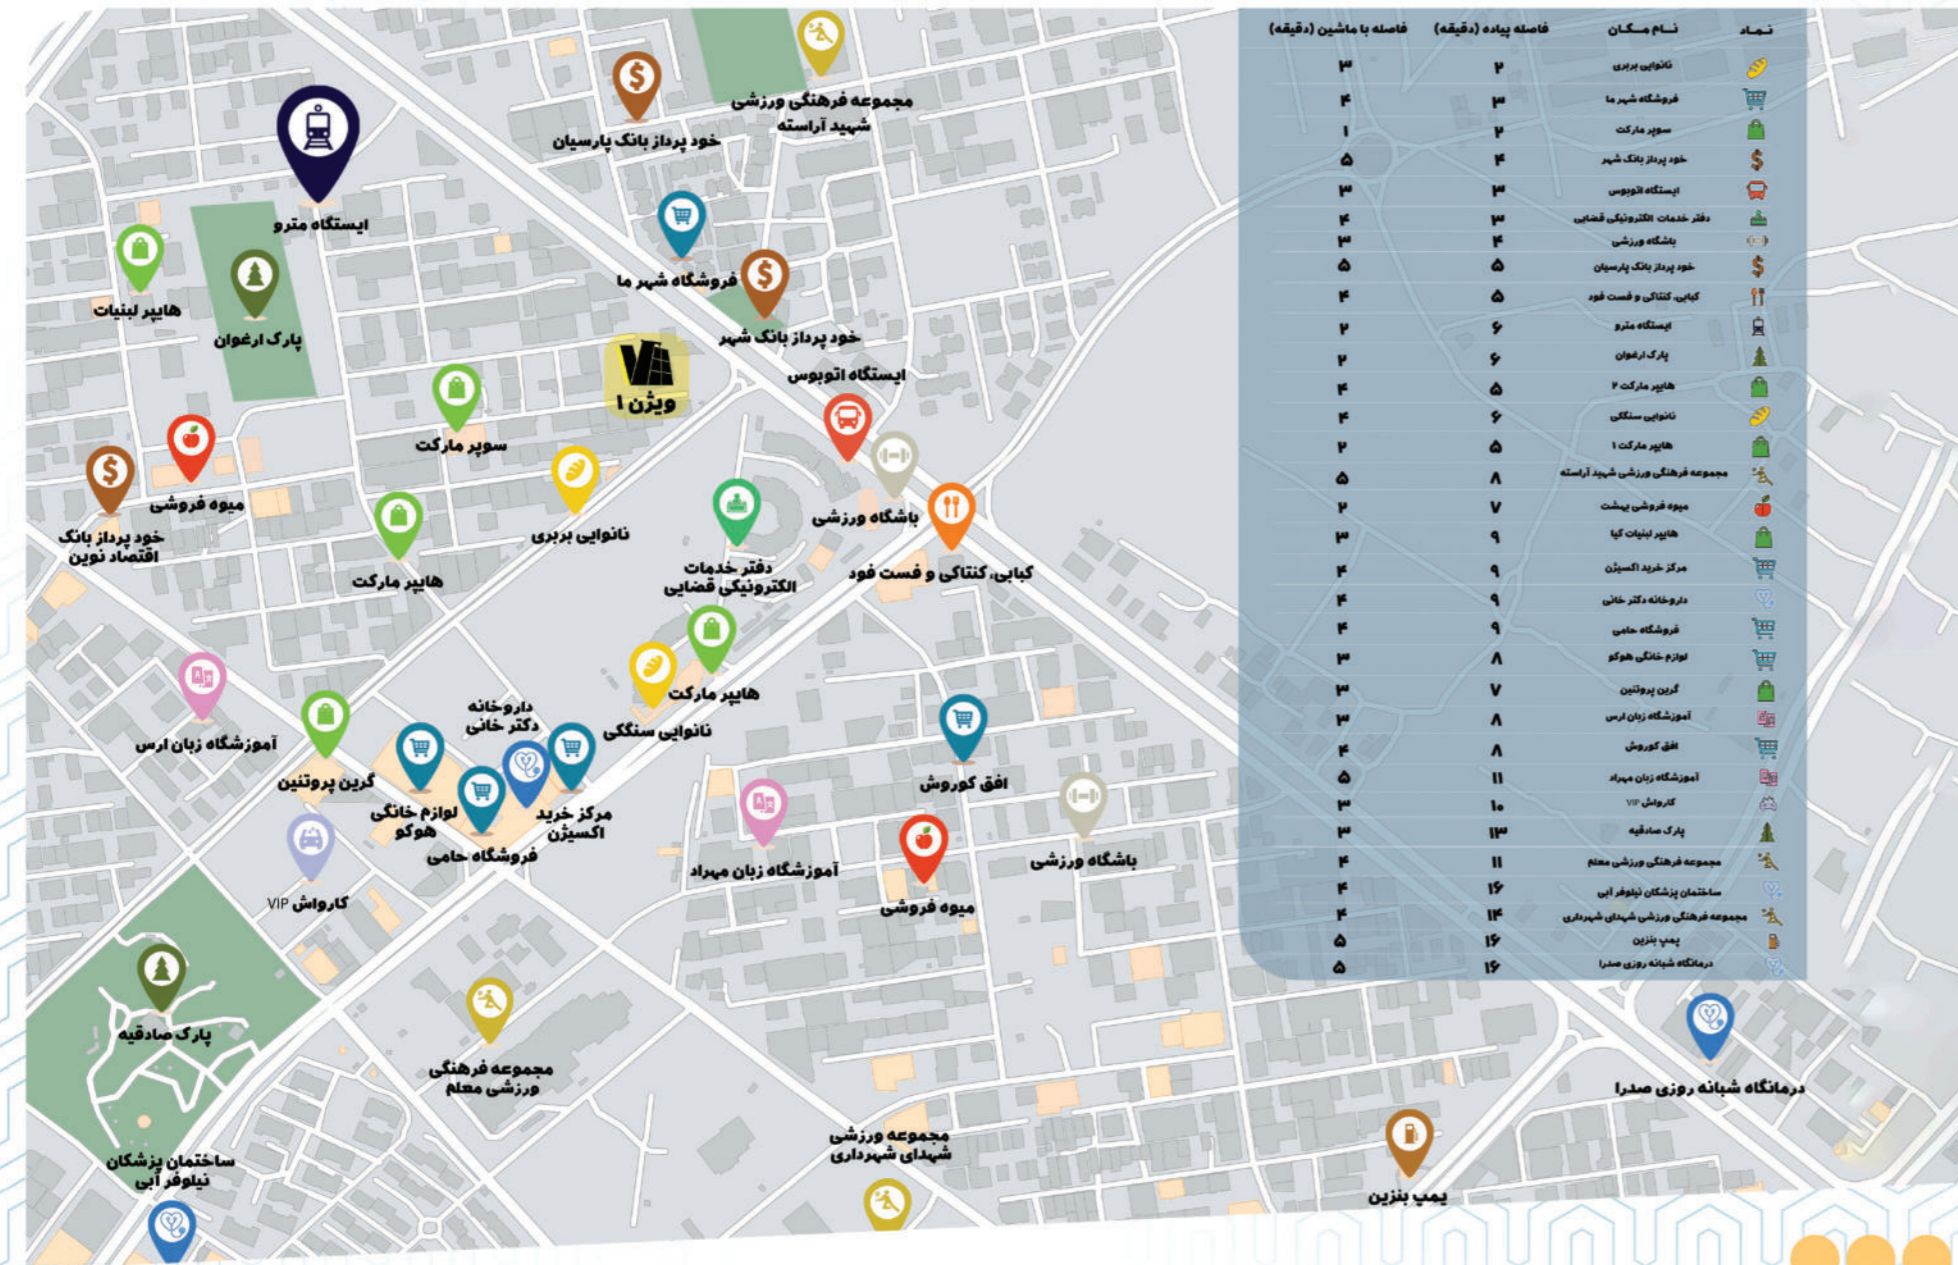 مجموعه فرهنگی ورزشی
شهید آراسته
خود پرداز بانک پارسیان
ایستگاه مترو
فروشگاه شهر ما
هایپر لبنیات
پارک ارغوان
خود پرداز بانک شهر
ایستگاه اتوبوس
ویژن ۱
سوپر مارکت
میوه فروشی
خود پرداز بانک
اقتصاد نوین
نانوایی بربری
باشگاه ورزشی
هایپر مارکت
دفتر خدمات
الکترونیکی قضایی
کبابی، کنتاکی و فست فود
هایپر مارکت
نانوایی سنگکی
داروخانه
دکتر خانی
آموزشگاه زبان ارس
گرین پروتئین
لوازم خانگی
هوکو
مرکز خرید
اکسیژن
فروشگاه حامی
افق کوروش
آموزشگاه زبان مهراد
باشگاه ورزشی
میوه فروشی
کارواش VIP
پارک صادقیه
مجموعه فرهنگی
ورزشی معلم
مجموعه ورزشی
شهدای شهرداری
ساختمان پزشکان
نیلوفر آبی
درمانگاه شبانه روزی صدرا
پمپ بنزین
نماد نام مکان فاصله پیاده (دقیقه) فاصله با ماشین (دقیقه)
نانوایی بربری ۲ ۳
فروشگاه شهر ما ۳ ۴
سوپر مارکت ۲ ۱
خود پرداز بانک شهر ۴ ۵
ایستگاه اتوبوس ۳ ۳
دفتر خدمات الکترونیکی قضایی ۳ ۴
باشگاه ورزشی ۴ ۳
خود پرداز بانک پارسیان ۵ ۵
کبابی، کنتاکی و فست فود ۵ ۴
ایستگاه مترو ۶ ۲
پارک ارغوان ۶ ۲
هایپر مارکت ۲ ۵ ۴
نانوایی سنگکی ۶ ۴
هایپر مارکت ۱ ۵ ۲
مجموعه فرهنگی ورزشی شهید آراسته ۸ ۵
میوه فروشی بهشت ۷ ۲
هایپر لبنیات کیا ۹ ۳
مرکز خرید اکسیژن ۹ ۴
داروخانه دکتر خانی ۹ ۴
فروشگاه حامی ۹ ۴
لوازم خانگی هوکو ۸ ۳
گرین پروتئین ۷ ۳
آموزشگاه زبان ارس ۸ ۳
افق کوروش ۸ ۴
آموزشگاه زبان مهراد ۱۱ ۵
کارواش VIP ۱۰ ۳
پارک صادقیه ۱۳ ۳
مجموعه فرهنگی ورزشی معلم ۱۱ ۴
ساختمان پزشکان نیلوفر آبی ۱۶ ۴
مجموعه فرهنگی ورزشی شهدای شهرداری ۱۴ ۴
پمپ بنزین ۱۶ ۵
درمانگاه شبانه روزی صدرا ۱۶ ۵